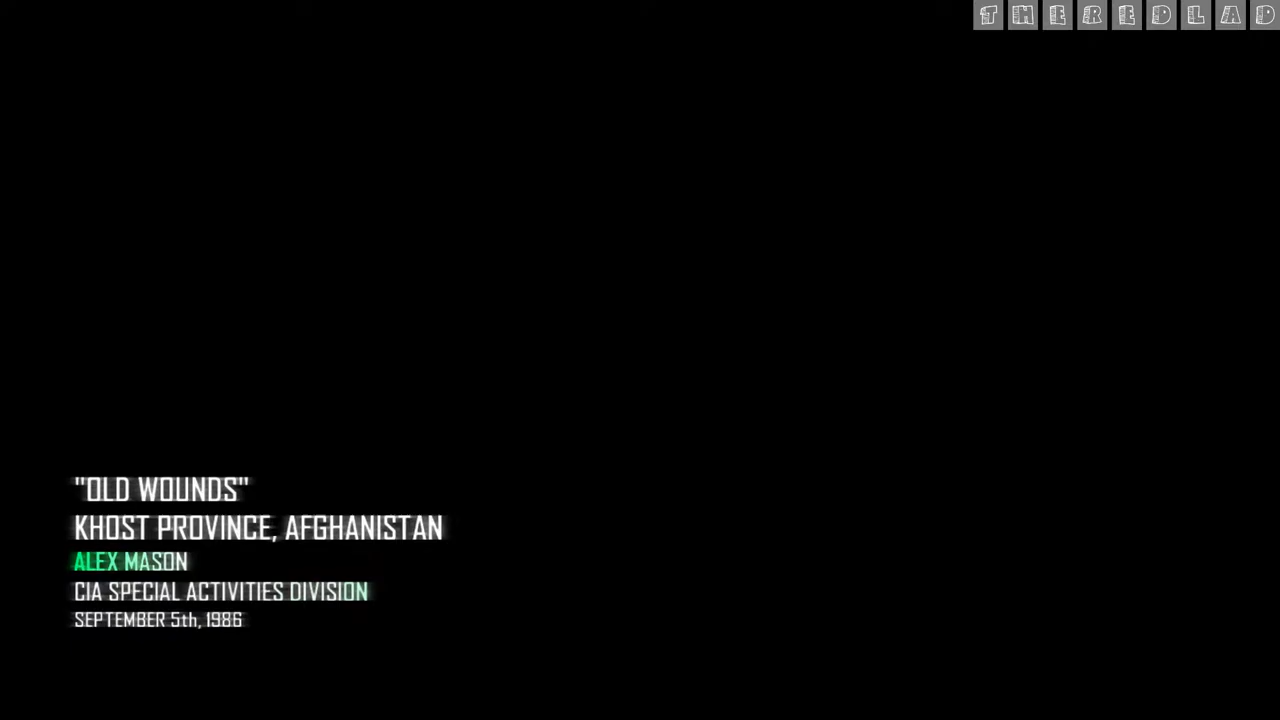 THEREDLAD
"OLD WOUNDS"
KHOST PROVINCE, AFGHANISTAN
ALEX MASON
CIA SPECIAL ACTIVITIES DIVISION
SEPTEMBER 5th, 1986